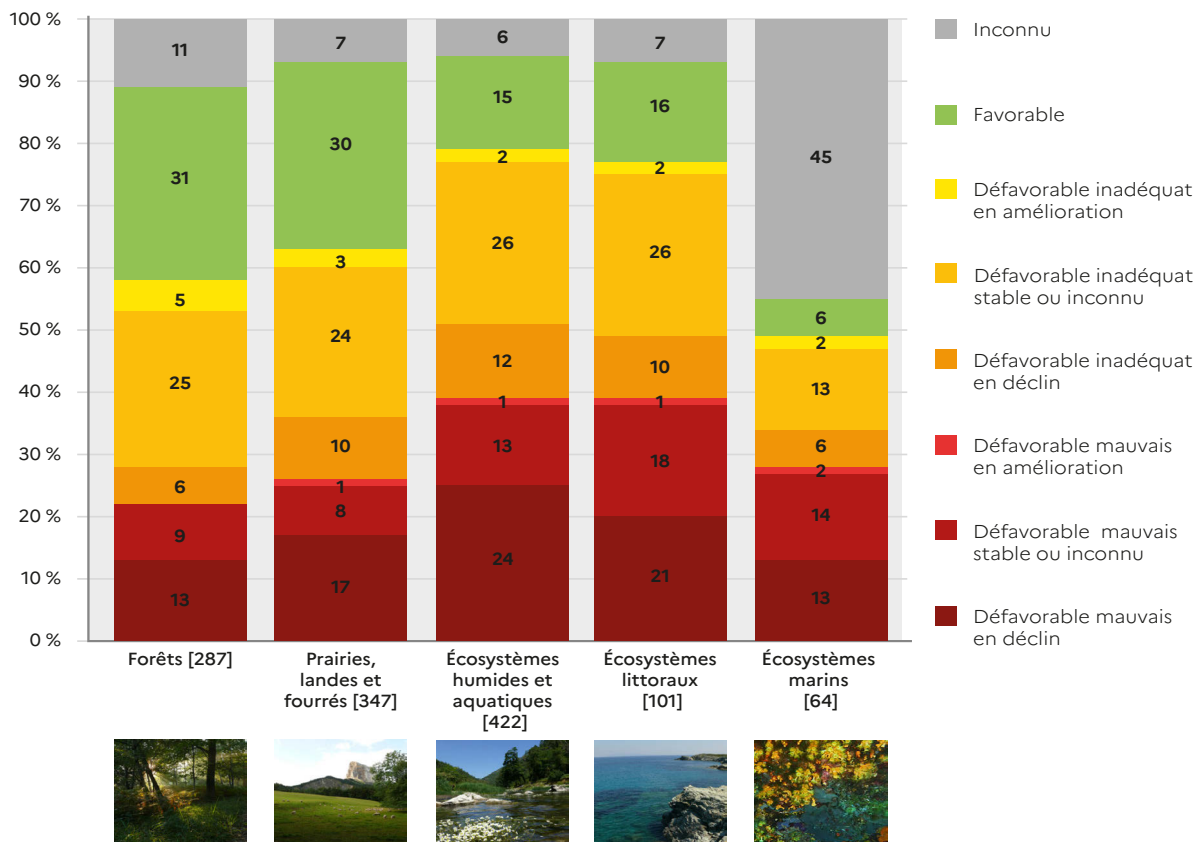 100 %
90 %
80 %
70 %
60 %
50 %
40 %
30 %
20 %
10 %
0 %
11
31
5
25
6
9
13
7
30
3
24
10
1
8
17
6
15
2
26
12
1
13
24
7
16
2
26
10
1
18
21
45
6
2
13
6
2
14
13
Forêts [287]
Prairies,
landes et
fourrés [347]
Écosystèmes
humides et
aquatiques
[422]
Écosystèmes
littoraux
[101]
Écosystèmes
marins
[64]
Inconnu
Favorable
Défavorable inadéquat
en amélioration
Défavorable inadéquat
stable ou inconnu
Défavorable inadéquat
en déclin
Défavorable mauvais
en amélioration
Défavorable mauvais
stable ou inconnu
Défavorable mauvais
en déclin